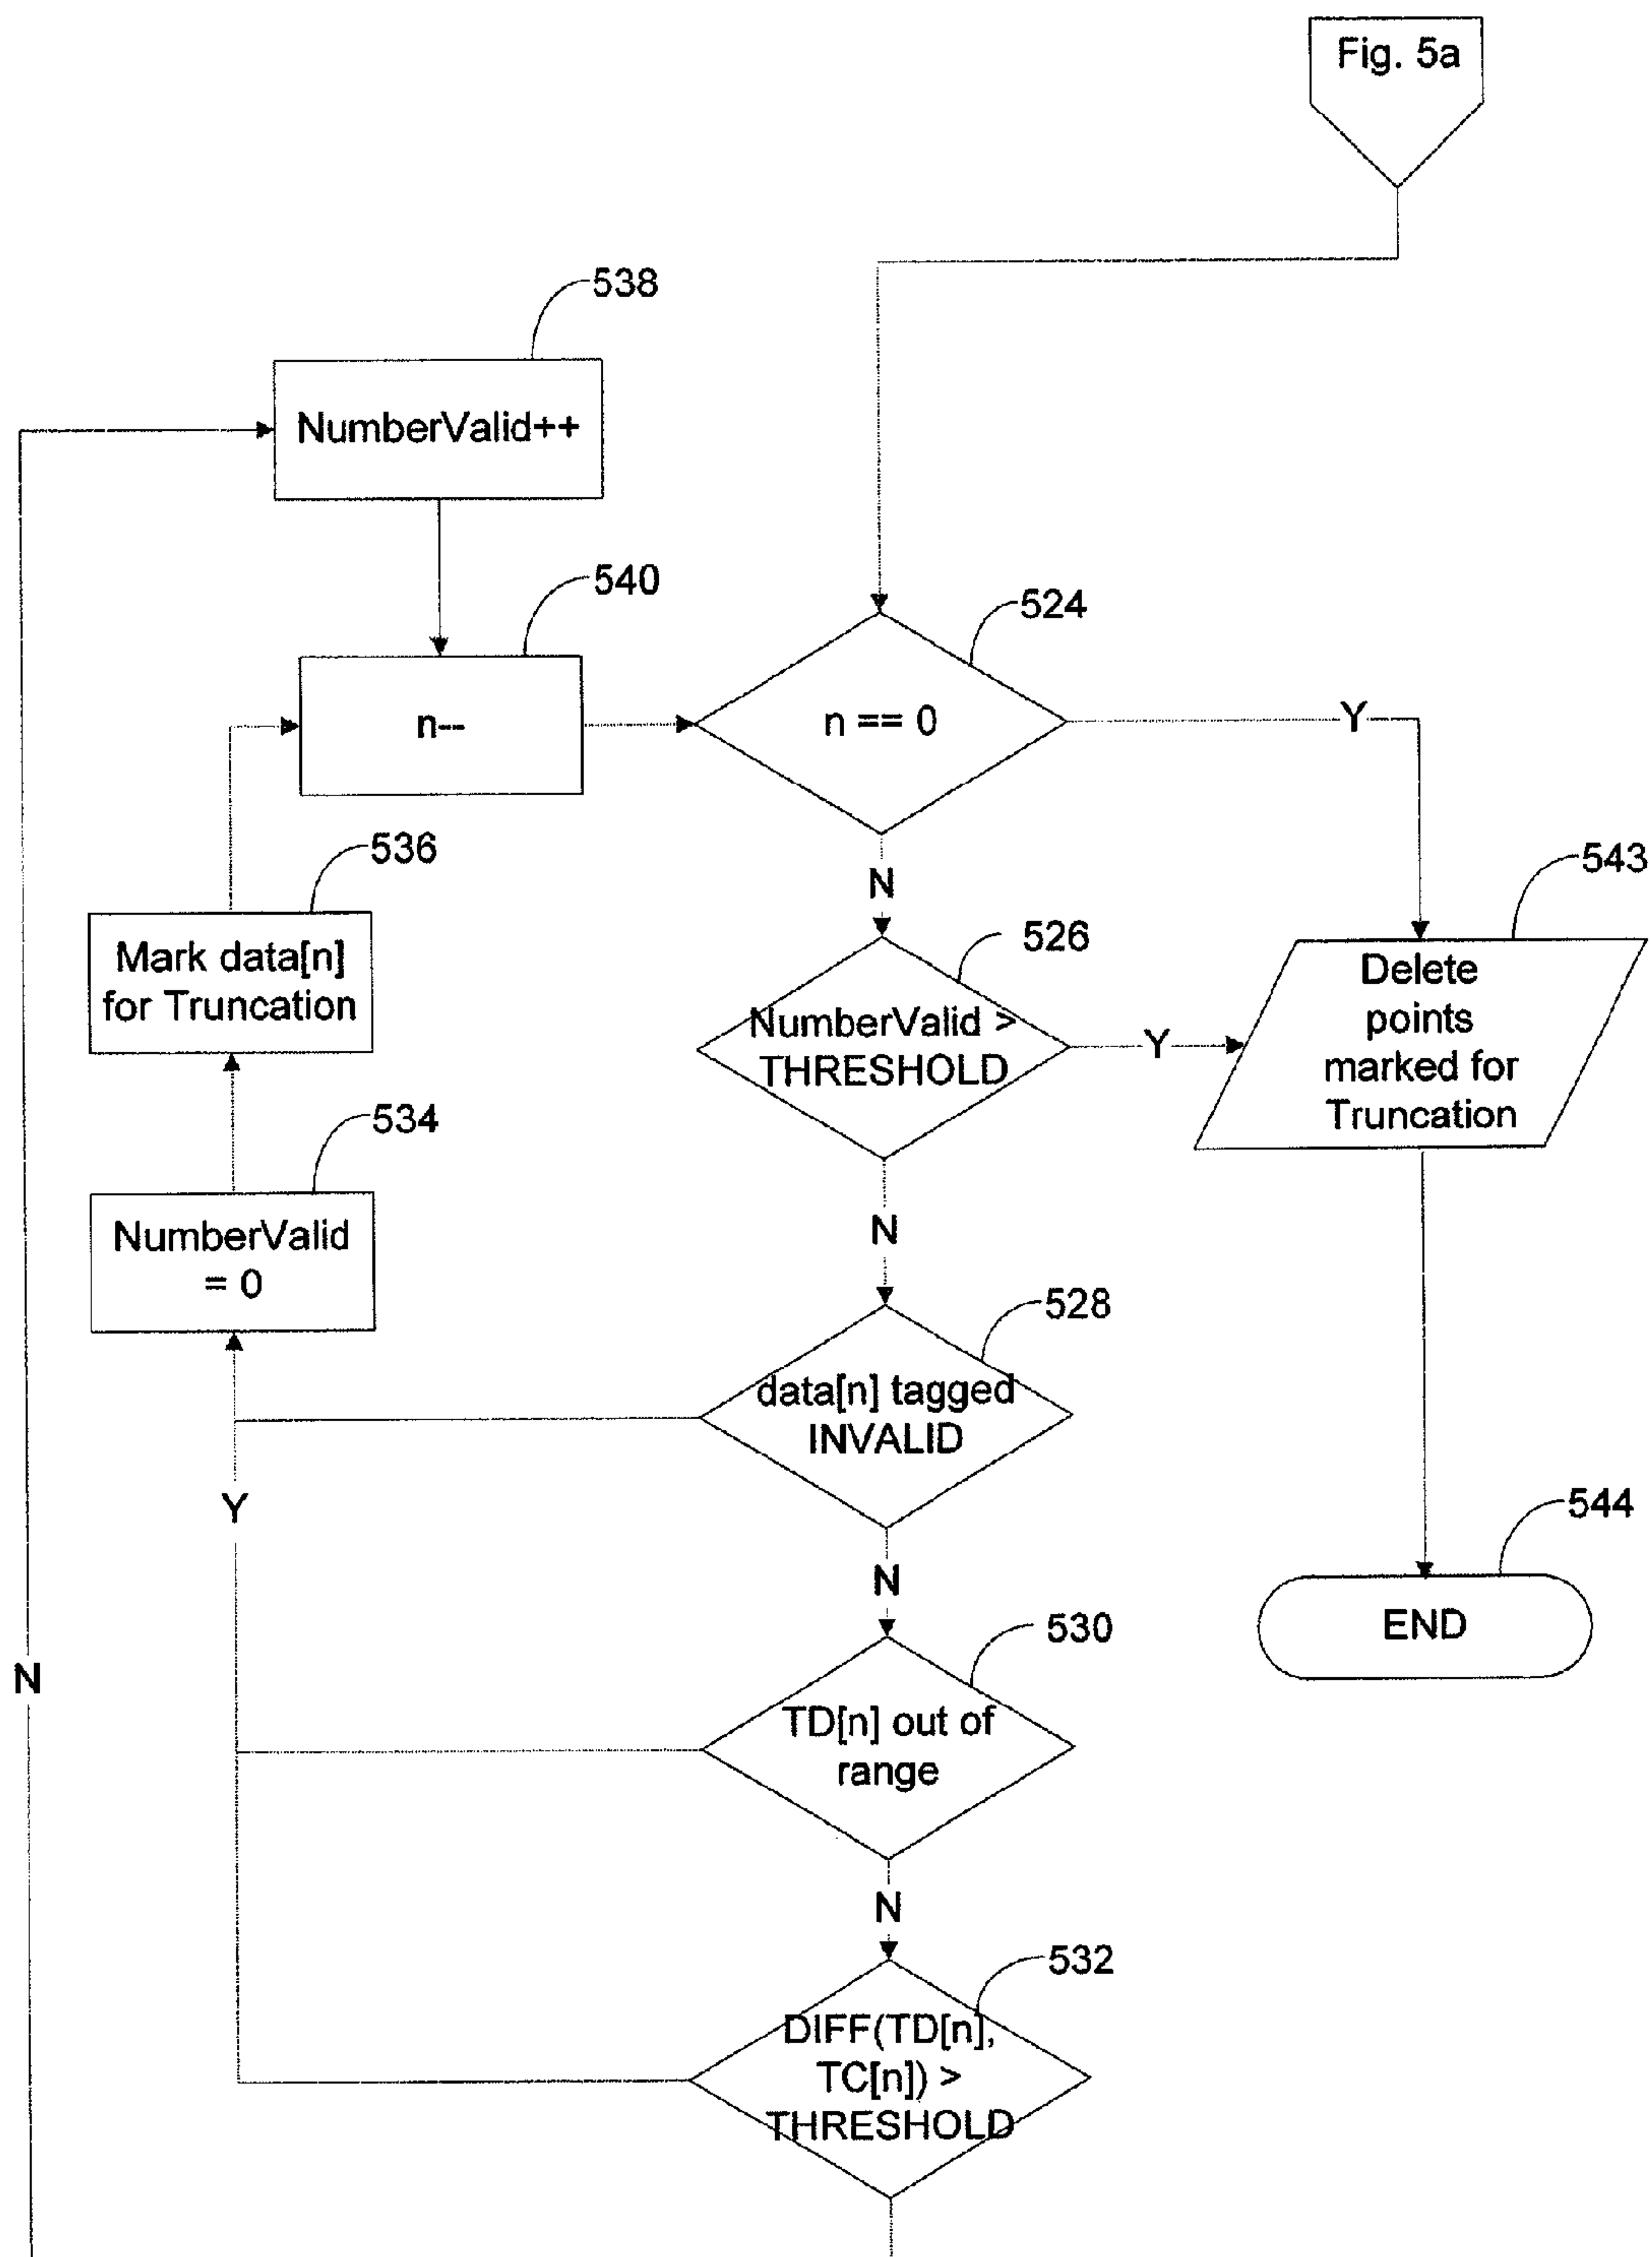 Fig. 5a
538
NumberValid++
540
n--
524
n == 0
Y
N
536
Mark data[n]
for Truncation
526
NumberValid >
THRESHOLD
Y
543
Delete
points
marked for
Truncation
534
NumberValid
= 0
N
528
data[n] tagged
INVALID
Y
N
544
END
530
TD[n] out of
range
N
N
532
DIFF(TD[n],
TC[n]) >
THRESHOLD